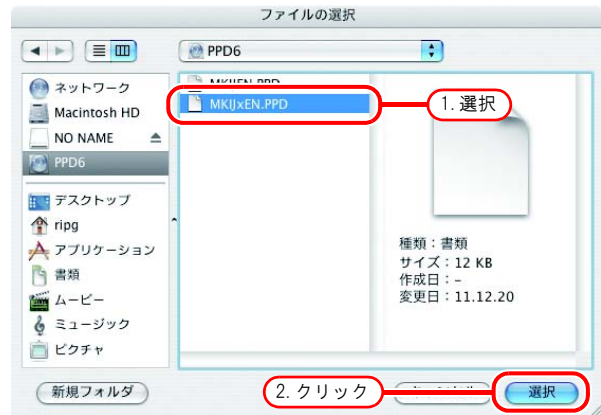 ファイルの選択
PPD6
ネットワーク
Macintosh HD
NO NAME
PPD6
デスクトップ
ripg
アプリケーション
書類
ムービー
ミュージック
ピクチャ
MKIJxEN.PPD
1. 選択
種類：書類
サイズ：12 KB
作成日：-
変更日：11.12.20
新規フォルダ
2. クリック
選択